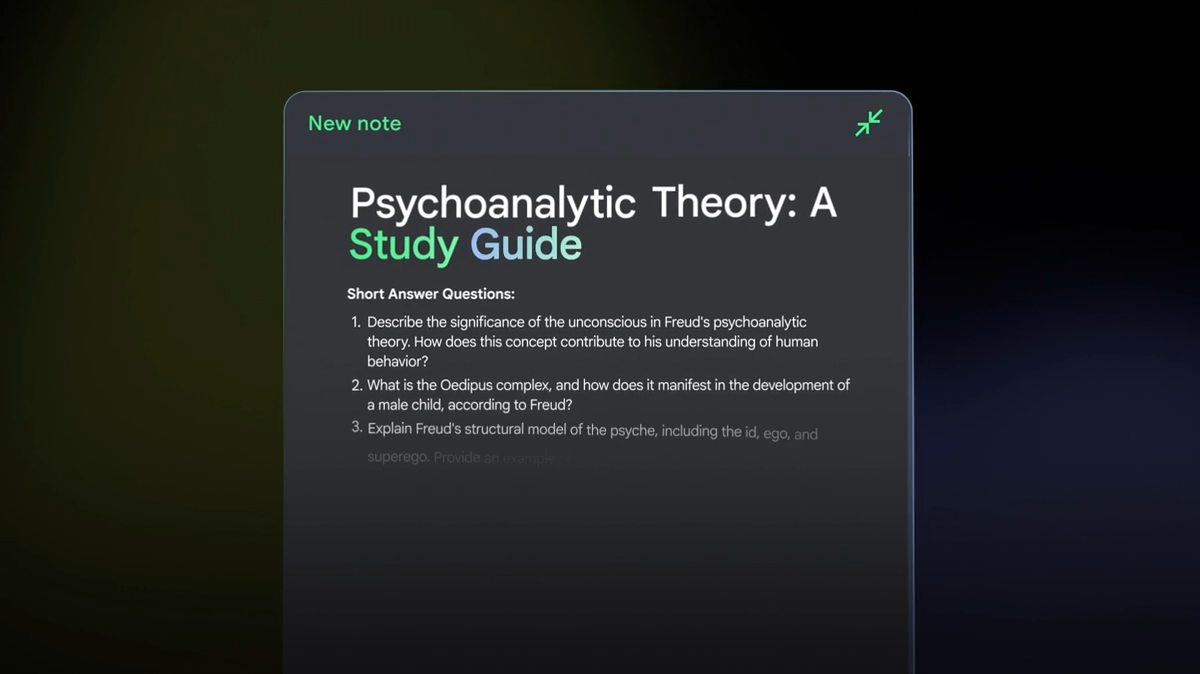 New note
Psychoanalytic Theory: A
Study Guide
Short Answer Questions:
1. Describe the significance of the unconscious in Freud's psychoanalytic
theory. How does this concept contribute to his understanding of human
behavior?
2. What is the Oedipus complex, and how does it manifest in the development of
a male child, according to Freud?
3. Explain Freud's structural model of the psyche, including the id, ego, and
superego. Provide an example